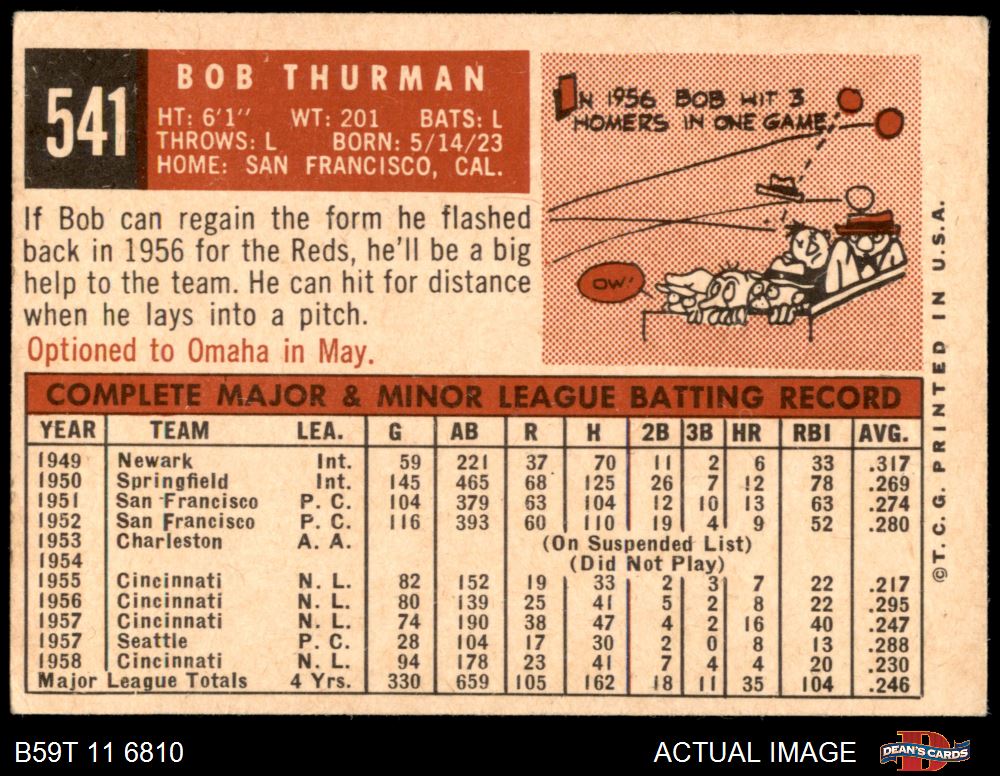 541
BOB THURMAN
HT: 6'1" WT: 201 BATS: L
THROWS: L BORN: 5/14/23
HOME: SAN FRANCISCO, CAL.
If Bob can regain the form he flashed
back in 1956 for the Reds, he'll be a big
help to the team. He can hit for distance
when he lays into a pitch.
Optioned to Omaha in May.
IN 1956 BOB HIT 3
HOMERS IN ONE GAME.
OW!
COMPLETE MAJOR & MINOR LEAGUE BATTING RECORD
YEAR TEAM LEA. G AB R H 2B 3B HR RBI AVG.
1949 Newark Int. 59 221 37 70 11 2 6 33 .317
1950 Springfield Int. 145 465 68 125 26 7 12 78 .269
1951 San Francisco P. C. 104 379 63 104 12 10 13 63 .274
1952 San Francisco P. C. 116 393 60 110 19 4 9 52 .280
1953 Charleston A. A. (On Suspended List)
1954 (Did Not Play)
1955 Cincinnati N. L. 82 152 19 33 2 3 7 22 .217
1956 Cincinnati N. L. 80 139 25 41 5 2 8 22 .295
1957 Cincinnati N. L. 74 190 38 47 4 2 16 40 .247
1957 Seattle P. C. 28 104 17 30 2 0 8 13 .288
1958 Cincinnati N. L. 94 178 23 41 7 4 4 20 .230
Major League Totals 4 Yrs. 330 659 105 162 18 11 35 104 .246
©T. C. G. PRINTED IN U.S.A.
B59T 11 6810
ACTUAL IMAGE
D
DEAN'S CARDS